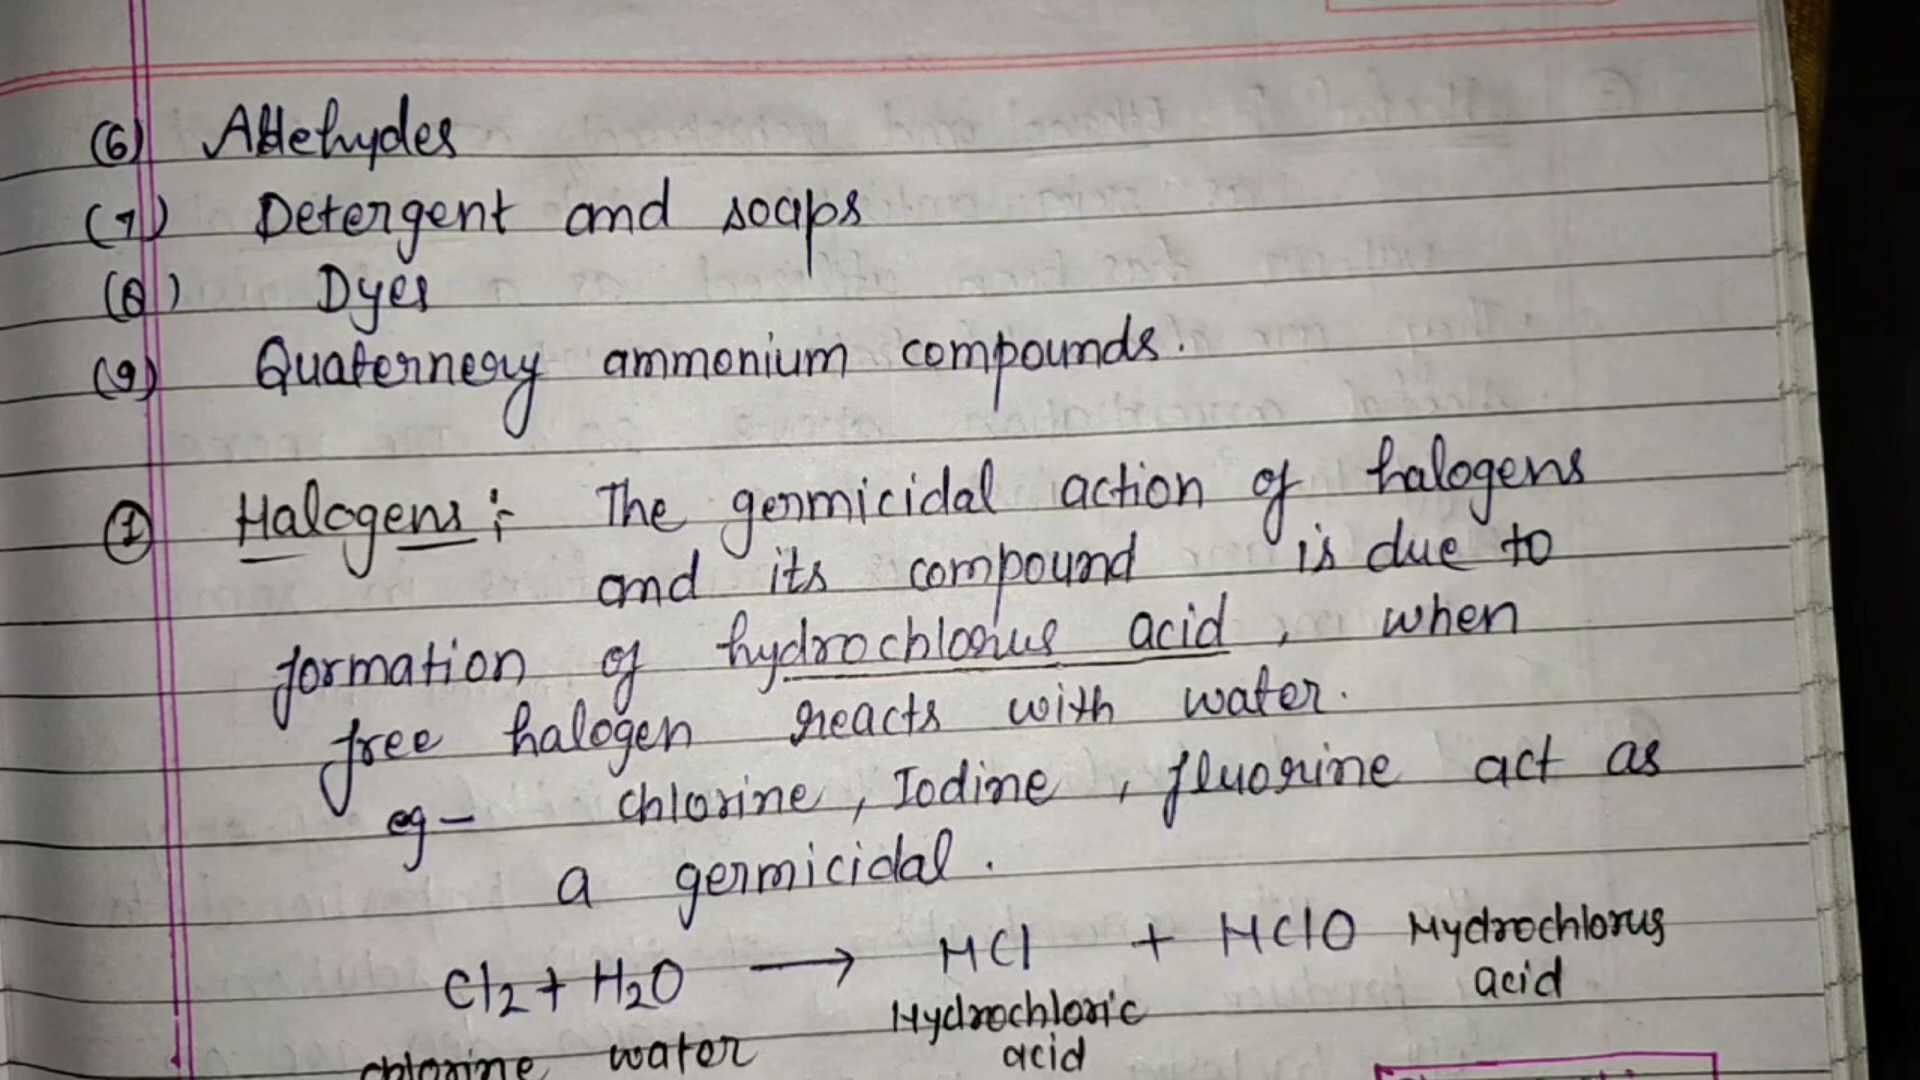 (6) Aldehydes
(7) Detergent and soaps
(8) Dyes
(9) Quaternery ammonium compounds.
① Halogens :- The germicidal action of halogens
and its compound is due to
formation of hydrochlorius acid, when
free halogen reacts with water.
eg- chlorine, Iodine, fluorine act as
a germicidal.
Cl2 + H2O → HCl + HClO Hydrochlorus
acid
chlorine water Hydrochloric
acid